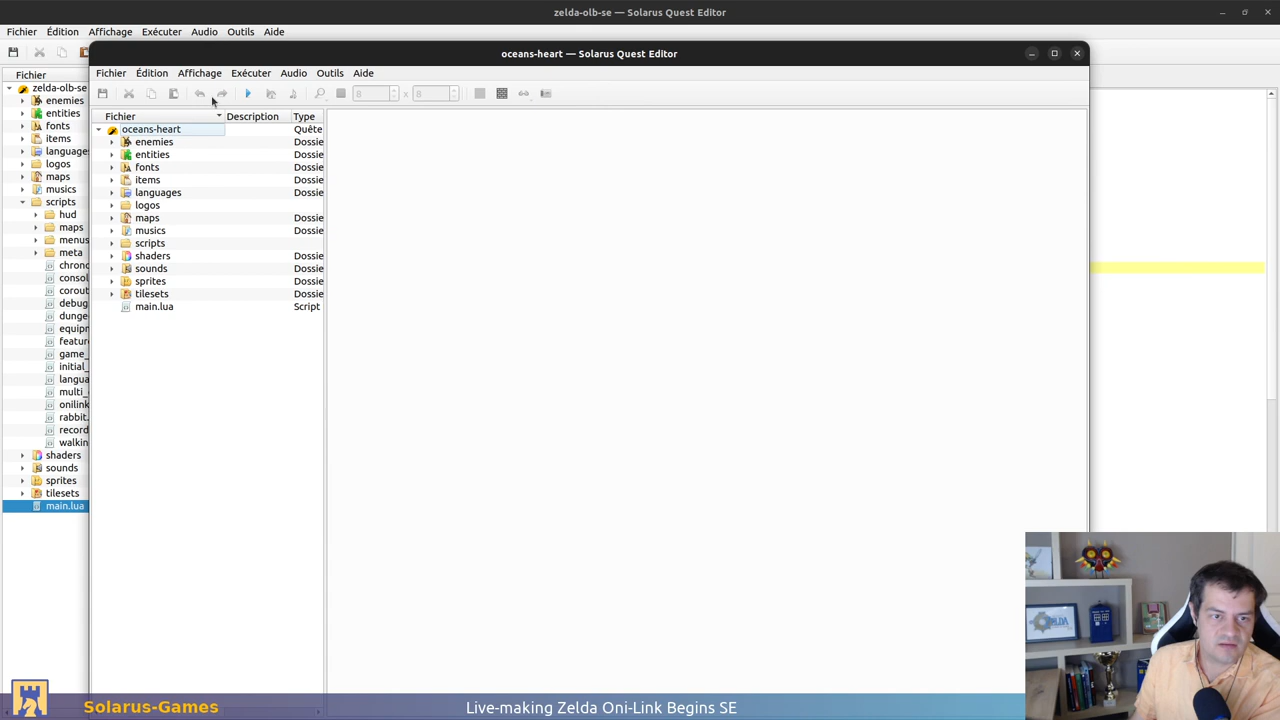 zelda-olb-se — Solarus Quest Editor
Fichier Édition Affichage Exécuter Audio Outils Aide
Fichier
zelda-olb-se
enemies
entities
fonts
items
languages
logos
maps
musics
scripts
hud
maps
menus
meta
chrono
consol
corout
debug
dunge
equipm
feature
game_
initial_
langua
multi_
onilink
rabbit.
record
walkin
shaders
sounds
sprites
tilesets
main.lua
oceans-heart — Solarus Quest Editor
Fichier Édition Affichage Exécuter Audio Outils Aide
8 x 8
Fichier Description Type
oceans-heart Quête
enemies Dossie
entities Dossie
fonts Dossie
items Dossie
languages Dossie
logos
maps Dossie
musics Dossie
scripts
shaders Dossie
sounds Dossie
sprites Dossie
tilesets Dossie
main.lua Script
Solarus-Games
Live-making Zelda Oni-Link Begins SE